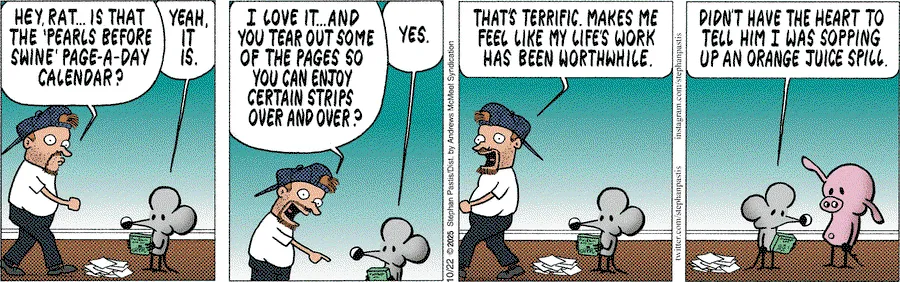 HEY, RAT... IS THAT
THE 'PEARLS BEFORE
SWINE' PAGE-A-DAY
CALENDAR?
YEAH,
IT
IS.
I LOVE IT...AND
YOU TEAR OUT SOME
OF THE PAGES SO
YOU CAN ENJOY
CERTAIN STRIPS
OVER AND OVER?
YES.
10/22 © 2025 Stephan Pastis/Dist. by Andrews McMeel Syndication
THAT'S TERRIFIC. MAKES ME
FEEL LIKE MY LIFE'S WORK
HAS BEEN WORTHWHILE.
twitter.com/stephanpastis instagram.com/stephanpastis
DIDN'T HAVE THE HEART TO
TELL HIM I WAS SOPPING
UP AN ORANGE JUICE SPILL.